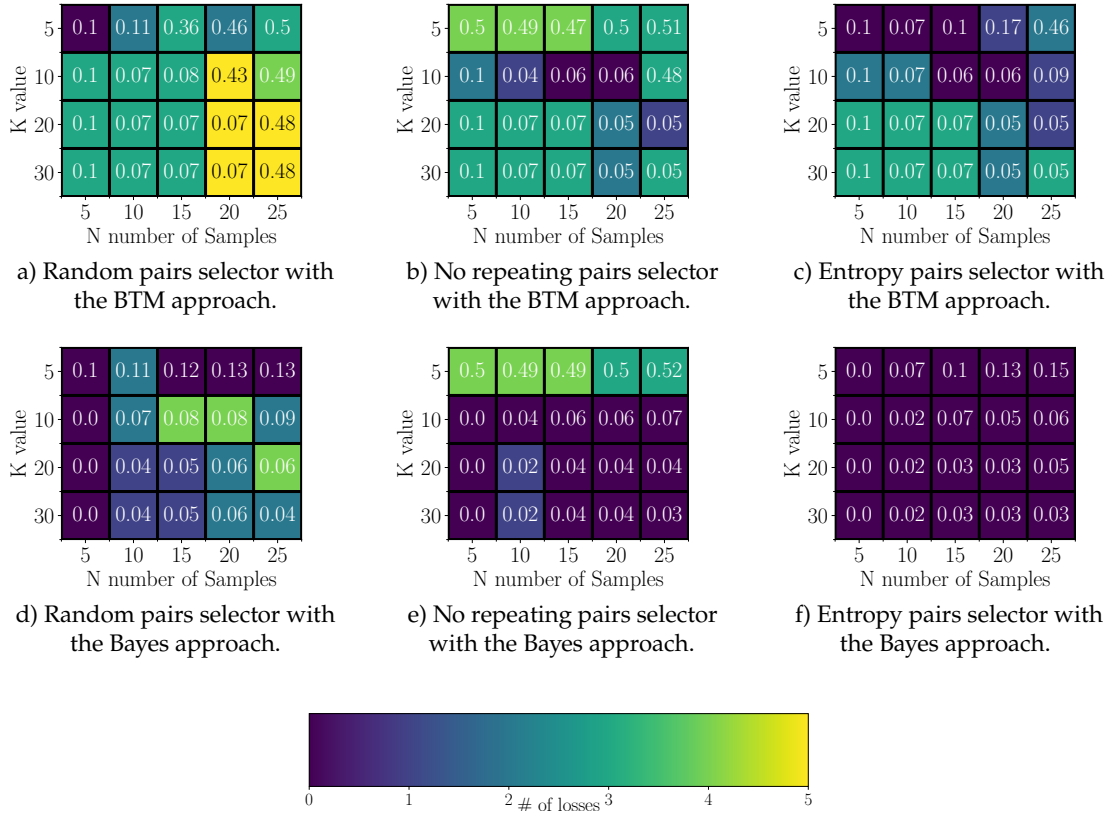 5 0.1 0.11 0.36 0.46 0.5
10 0.1 0.07 0.08 0.43 0.49
20 0.1 0.07 0.07 0.07 0.48
30 0.1 0.07 0.07 0.07 0.48
K value
5 10 15 20 25
N number of Samples
a) Random pairs selector with
the BTM approach.
5 0.5 0.49 0.47 0.5 0.51
10 0.1 0.04 0.06 0.06 0.48
20 0.1 0.07 0.07 0.05 0.05
30 0.1 0.07 0.07 0.05 0.05
K value
5 10 15 20 25
N number of Samples
b) No repeating pairs selector
with the BTM approach.
5 0.1 0.07 0.1 0.17 0.46
10 0.1 0.07 0.06 0.06 0.09
20 0.1 0.07 0.07 0.05 0.05
30 0.1 0.07 0.07 0.05 0.05
K value
5 10 15 20 25
N number of Samples
c) Entropy pairs selector with
the BTM approach.
5 0.1 0.11 0.12 0.13 0.13
10 0.0 0.07 0.08 0.08 0.09
20 0.0 0.04 0.05 0.06 0.06
30 0.0 0.04 0.05 0.06 0.04
K value
5 10 15 20 25
N number of Samples
d) Random pairs selector with
the Bayes approach.
5 0.5 0.49 0.49 0.5 0.52
10 0.0 0.04 0.06 0.06 0.07
20 0.0 0.02 0.04 0.04 0.04
30 0.0 0.02 0.04 0.04 0.03
K value
5 10 15 20 25
N number of Samples
e) No repeating pairs selector
with the Bayes approach.
5 0.0 0.07 0.1 0.13 0.15
10 0.0 0.02 0.07 0.05 0.06
20 0.0 0.02 0.03 0.03 0.05
30 0.0 0.02 0.03 0.03 0.03
K value
5 10 15 20 25
N number of Samples
f) Entropy pairs selector with
the Bayes approach.
0 1 2 3 4 5
# of losses